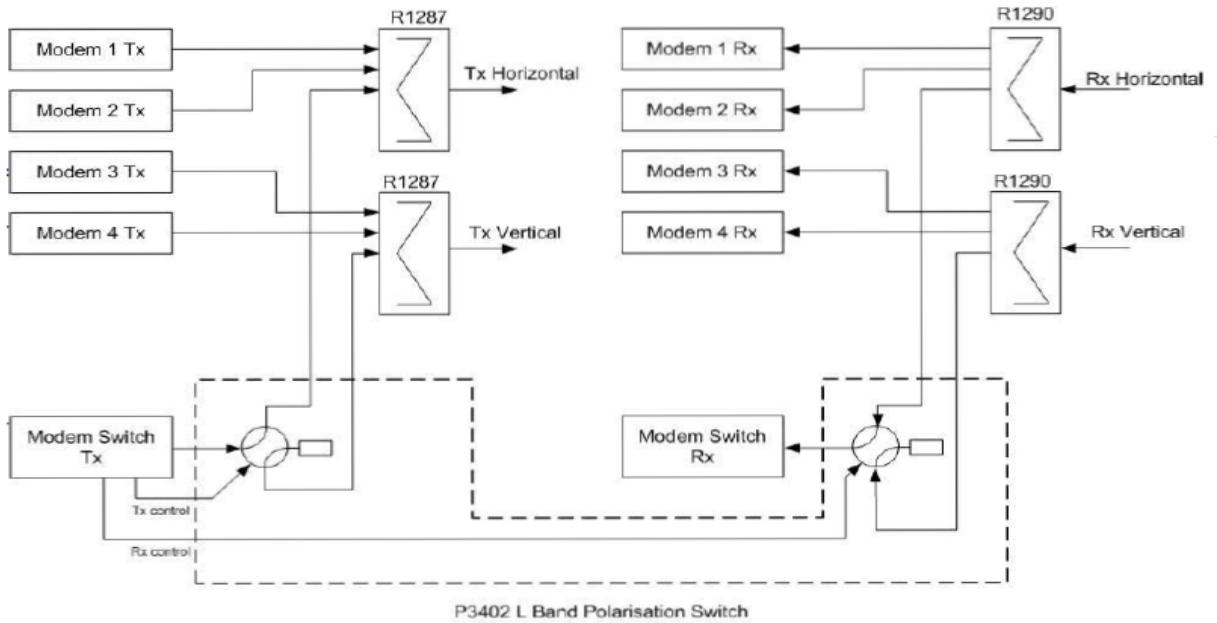 R1287
Modem 1 Tx
Modem 2 Tx
Tx Horizontal
Modem 3 Tx
R1287
Modem 4 Tx
Tx Vertical
R1290
Modem 1 Rx
Modem 2 Rx
Rx Horizontal
Modem 3 Rx
R1290
Modem 4 Rx
Rx Vertical
Modem Switch
Tx
Tx control
Rx control
Modem Switch
Rx
P3402 L Band Polarisation Switch